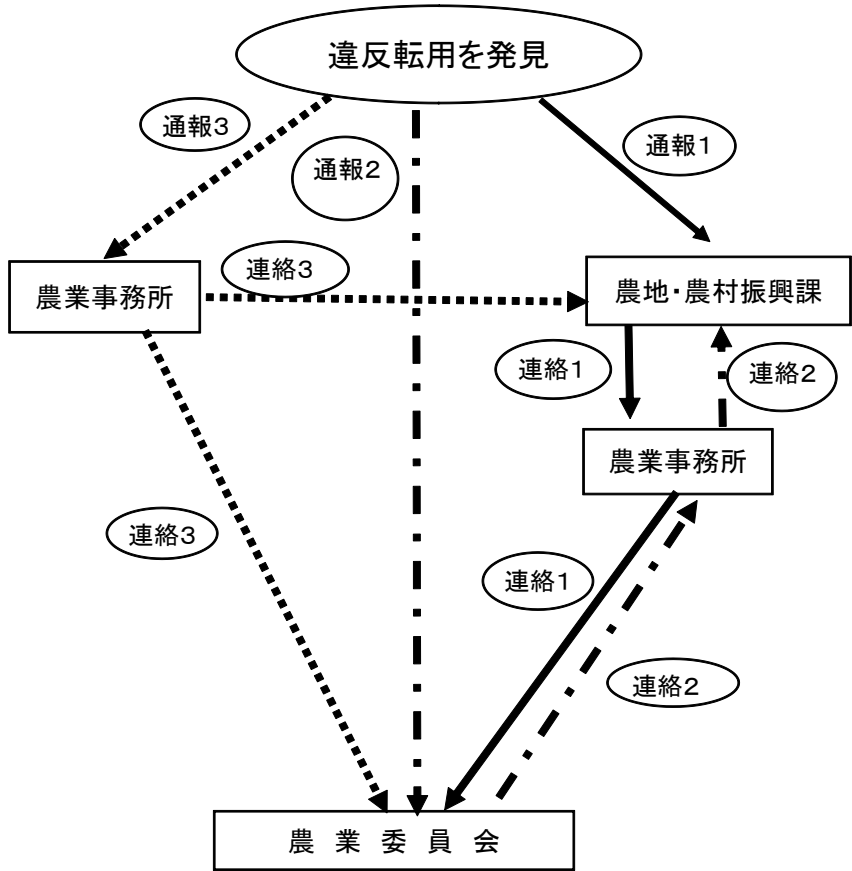 違反転用を発見
通報3
通報2
通報1
農業事務所
連絡3
農地・農村振興課
連絡1
連絡2
農業事務所
連絡3
連絡1
連絡2
農業委員会